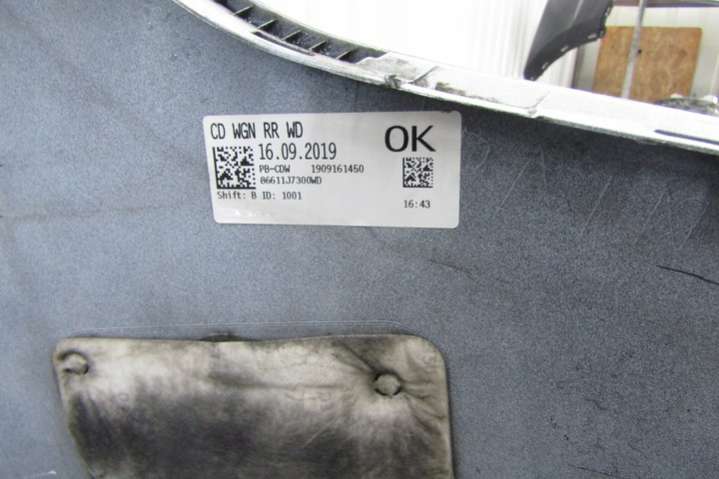 CD WGN RR WD
OK
16.09.2019
PB-CDW 1909161450
86611J7300WD
Shift: B ID: 1001
16:43